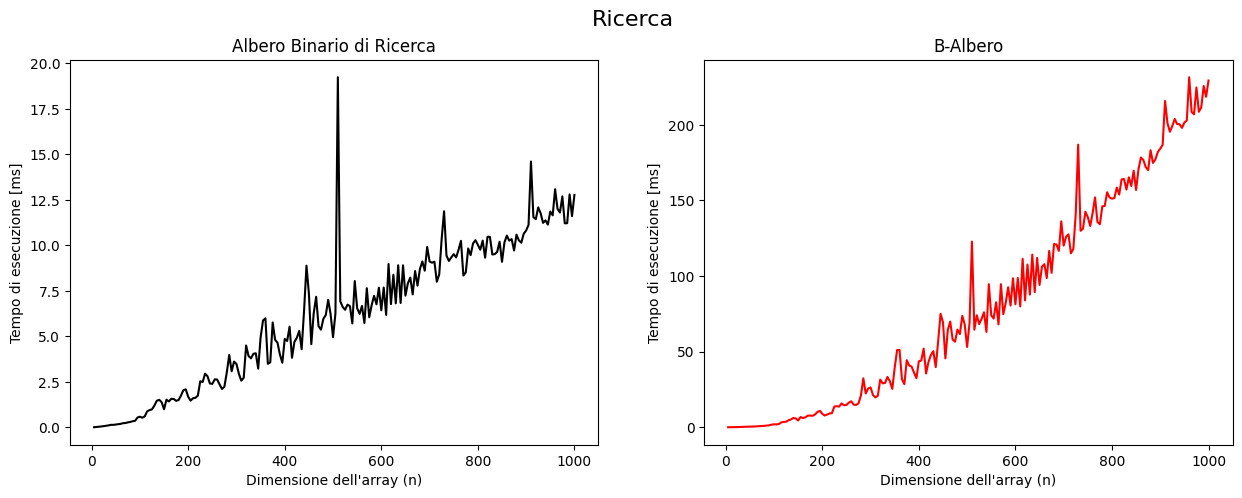 Ricerca
Albero Binario di Ricerca
Tempo di esecuzione [ms]
20.0
17.5
15.0
12.5
10.0
7.5
5.0
2.5
0.0
0 200 400 600 800 1000
Dimensione dell'array (n)
B-Albero
Tempo di esecuzione [ms]
200
150
100
50
0
0 200 400 600 800 1000
Dimensione dell'array (n)